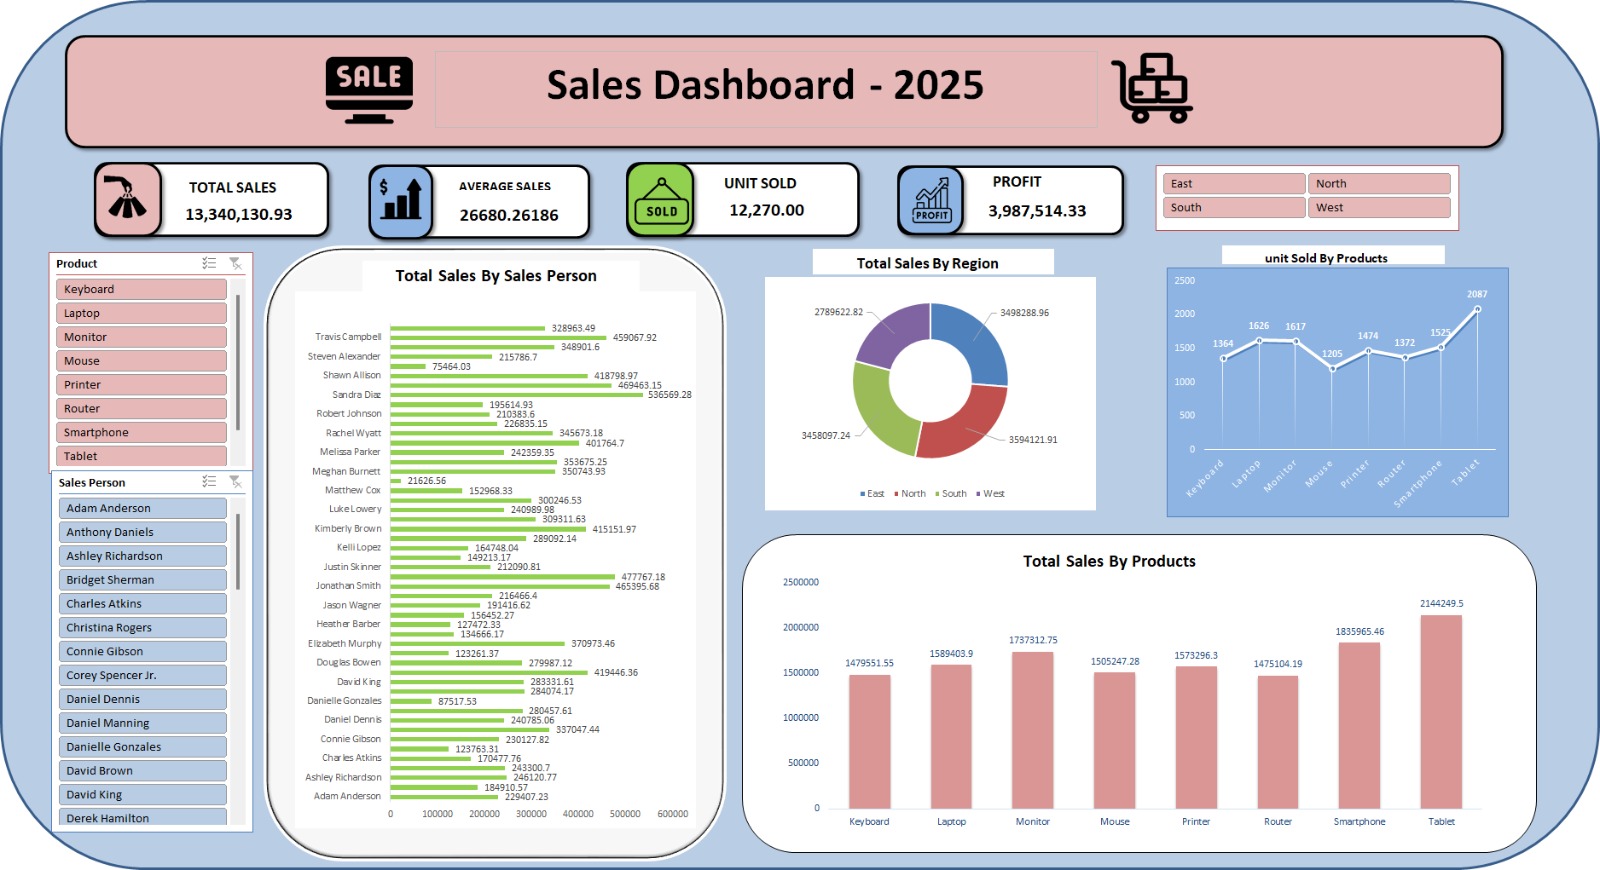 SALE
Sales Dashboard - 2025
TOTAL SALES
13,340,130.93
$
AVERAGE SALES
26680.26186
SOLD
UNIT SOLD
12,270.00
PROFIT
PROFIT
3,987,514.33
East
North
South
West
Product
Keyboard
Laptop
Monitor
Mouse
Printer
Router
Smartphone
Tablet
Sales Person
Adam Anderson
Anthony Daniels
Ashley Richardson
Bridget Sherman
Charles Atkins
Christina Rogers
Connie Gibson
Corey Spencer Jr.
Daniel Dennis
Daniel Manning
Danielle Gonzales
David Brown
David King
Derek Hamilton
Total Sales By Sales Person
328963.49
Travis Campbell 459067.92
348901.6
Steven Alexander 215786.7
75464.03
Shawn Allison 418798.97
469463.15
Sandra Diaz 536569.28
195614.93
Robert Johnson 210383.6
226835.15
Rachel Wyatt 345673.18
401764.7
Melissa Parker 242359.35
353675.25
Meghan Burnett 350743.93
21626.56
Matthew Cox 152968.33
300246.53
Luke Lowery 240989.98
309311.63
Kimberly Brown 415151.97
289092.14
Kelli Lopez 164748.04
149213.17
Justin Skinner 212090.81
477767.18
Jonathan Smith 465395.68
216466.4
Jason Wagner 191416.62
156452.27
Heather Barber 127472.33
134666.17
Elizabeth Murphy 370973.46
123261.37
Douglas Bowen 279987.12
419446.36
David King 283331.61
284074.17
Danielle Gonzales 87517.53
280457.61
Daniel Dennis 240785.06
337047.44
Connie Gibson 230127.82
123763.31
Charles Atkins 170477.76
243300.7
Ashley Richardson 246120.77
184910.57
Adam Anderson 229407.23
0 100000 200000 300000 400000 500000 600000
Total Sales By Region
2789622.82
3498288.96
3458097.24
3594121.91
East North South West
unit Sold By Products
2500
2000
1500
1000
500
0
1364
1626
1617
1205
1474
1372
1525
2087
Keyboard
Laptop
Monitor
Mouse
Printer
Router
Smartphone
Tablet
Total Sales By Products
2500000
2000000
1500000
1000000
500000
0
1479551.55
1589403.9
1737312.75
1505247.28
1573296.3
1475104.19
1835965.46
2144249.5
Keyboard Laptop Monitor Mouse Printer Router Smartphone Tablet